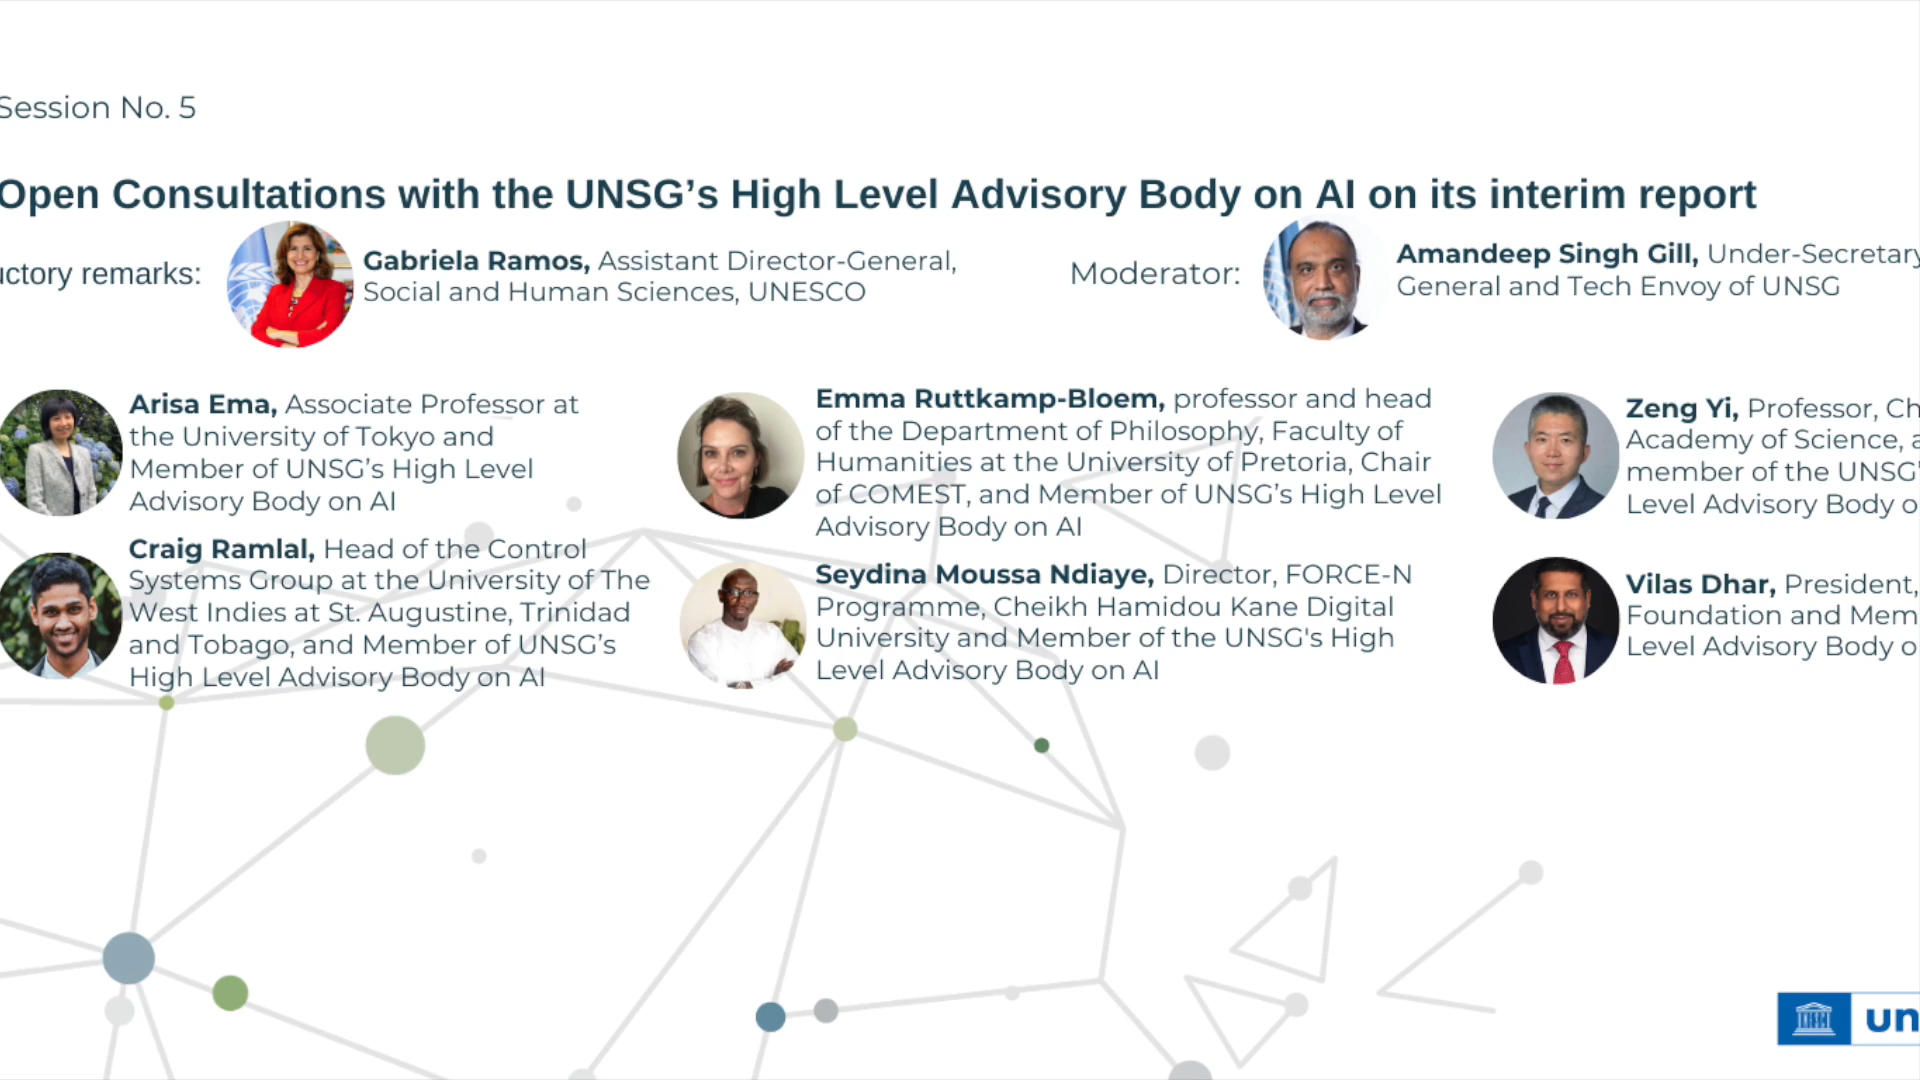 Session No. 5
Open Consultations with the UNSG’s High Level Advisory Body on AI on its interim report
uctory remarks:
Gabriela Ramos, Assistant Director-General,
Social and Human Sciences, UNESCO
Moderator:
Amandeep Singh Gill, Under-Secretary
General and Tech Envoy of UNSG
Arisa Ema, Associate Professor at
the University of Tokyo and
Member of UNSG’s High Level
Advisory Body on AI
Emma Ruttkamp-Bloem, professor and head
of the Department of Philosophy, Faculty of
Humanities at the University of Pretoria, Chair
of COMEST, and Member of UNSG’s High Level
Advisory Body on AI
Zeng Yi, Professor, Ch
Academy of Science, a
member of the UNSG'
Level Advisory Body o
Craig Ramlal, Head of the Control
Systems Group at the University of The
West Indies at St. Augustine, Trinidad
and Tobago, and Member of UNSG’s
High Level Advisory Body on AI
Seydina Moussa Ndiaye, Director, FORCE-N
Programme, Cheikh Hamidou Kane Digital
University and Member of the UNSG's High
Level Advisory Body on AI
Vilas Dhar, President,
Foundation and Mem
Level Advisory Body o
UNESCO
un